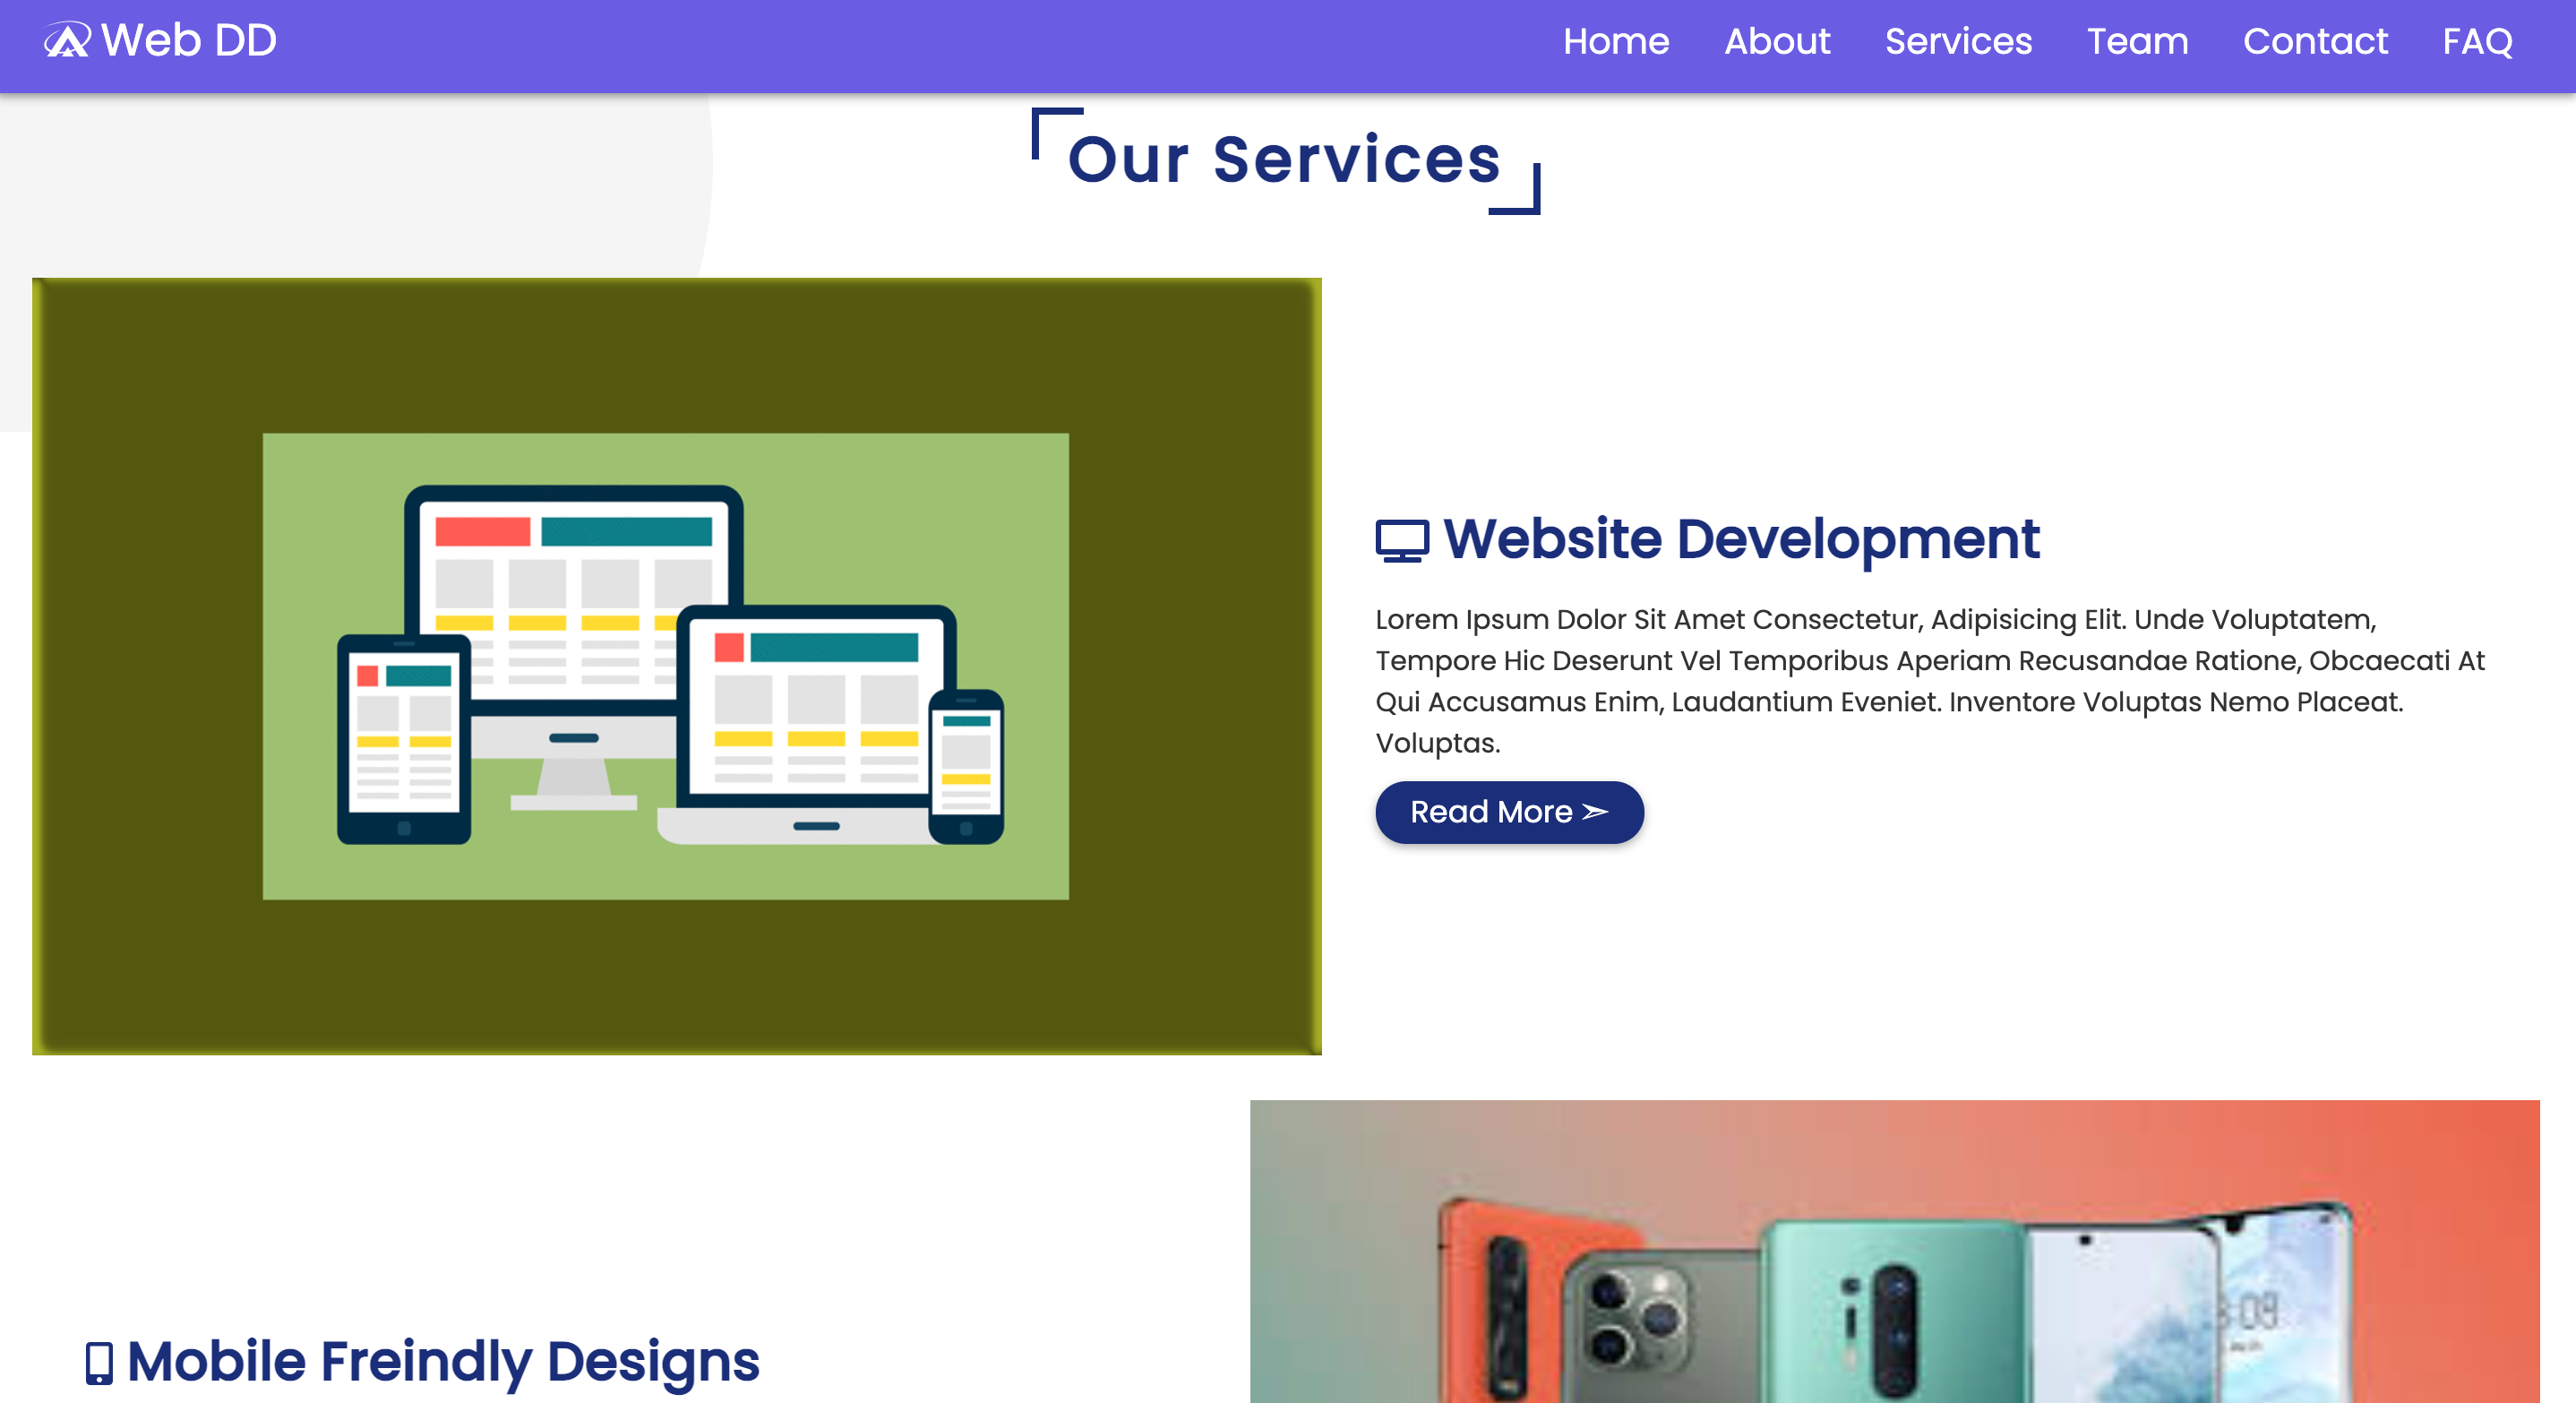 Web DD
Home About Services Team Contact FAQ
Our Services
Website Development
Lorem Ipsum Dolor Sit Amet Consectetur, Adipisicing Elit. Unde Voluptatem,
Tempore Hic Deserunt Vel Temporibus Aperiam Recusandae Ratione, Obcaecati At
Qui Accusamus Enim, Laudantium Eveniet. Inventore Voluptas Nemo Placeat.
Voluptas.
Read More ➢
Mobile Freindly Designs